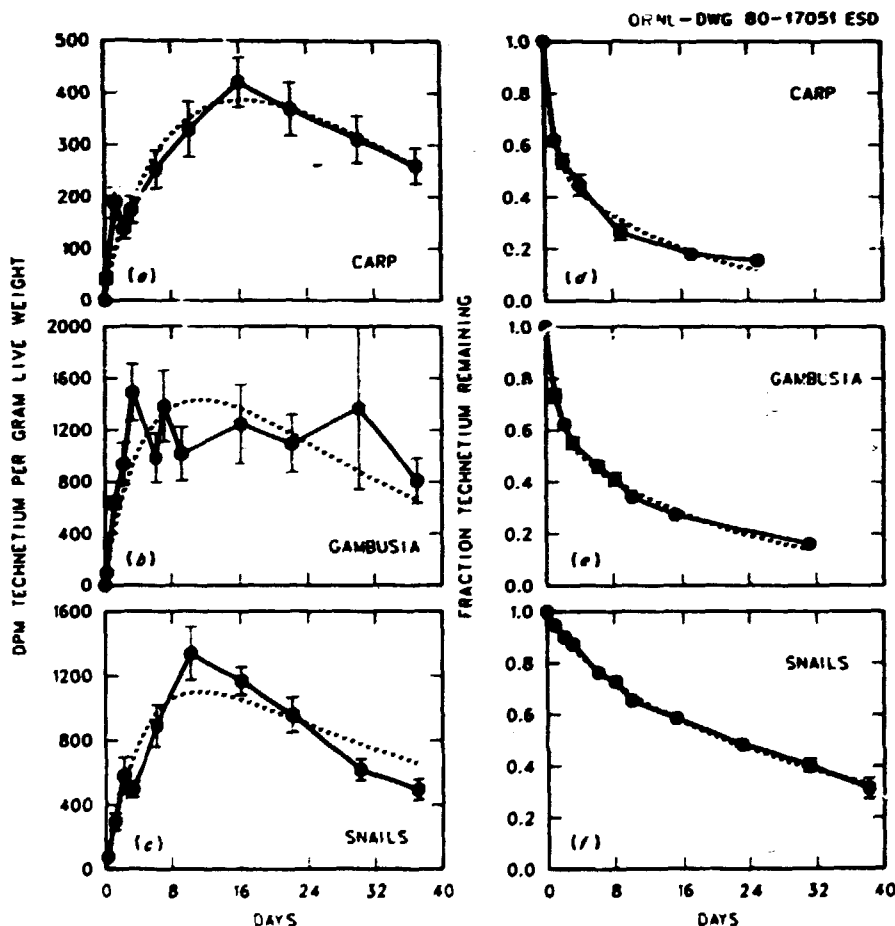 ORNL-DWG 80-17051 ESD
DPM TECHNETIUM PER GRAM LIVE WEIGHT
500
400
300
200
100
0
CARP
(a)
2000
1600
1200
800
400
0
GAMBUSIA
(b)
1600
1200
800
400
0
SNAILS
(c)
0 8 16 24 32 40
DAYS
FRACTION TECHNETIUM REMAINING
1.0
0.8
0.6
0.4
0.2
0.0
CARP
(d)
1.0
0.8
0.6
0.4
0.2
0.0
GAMBUSIA
(e)
1.0
0.8
0.6
0.4
0.2
0.0
SNAILS
(f)
0 8 16 24 32 40
DAYS